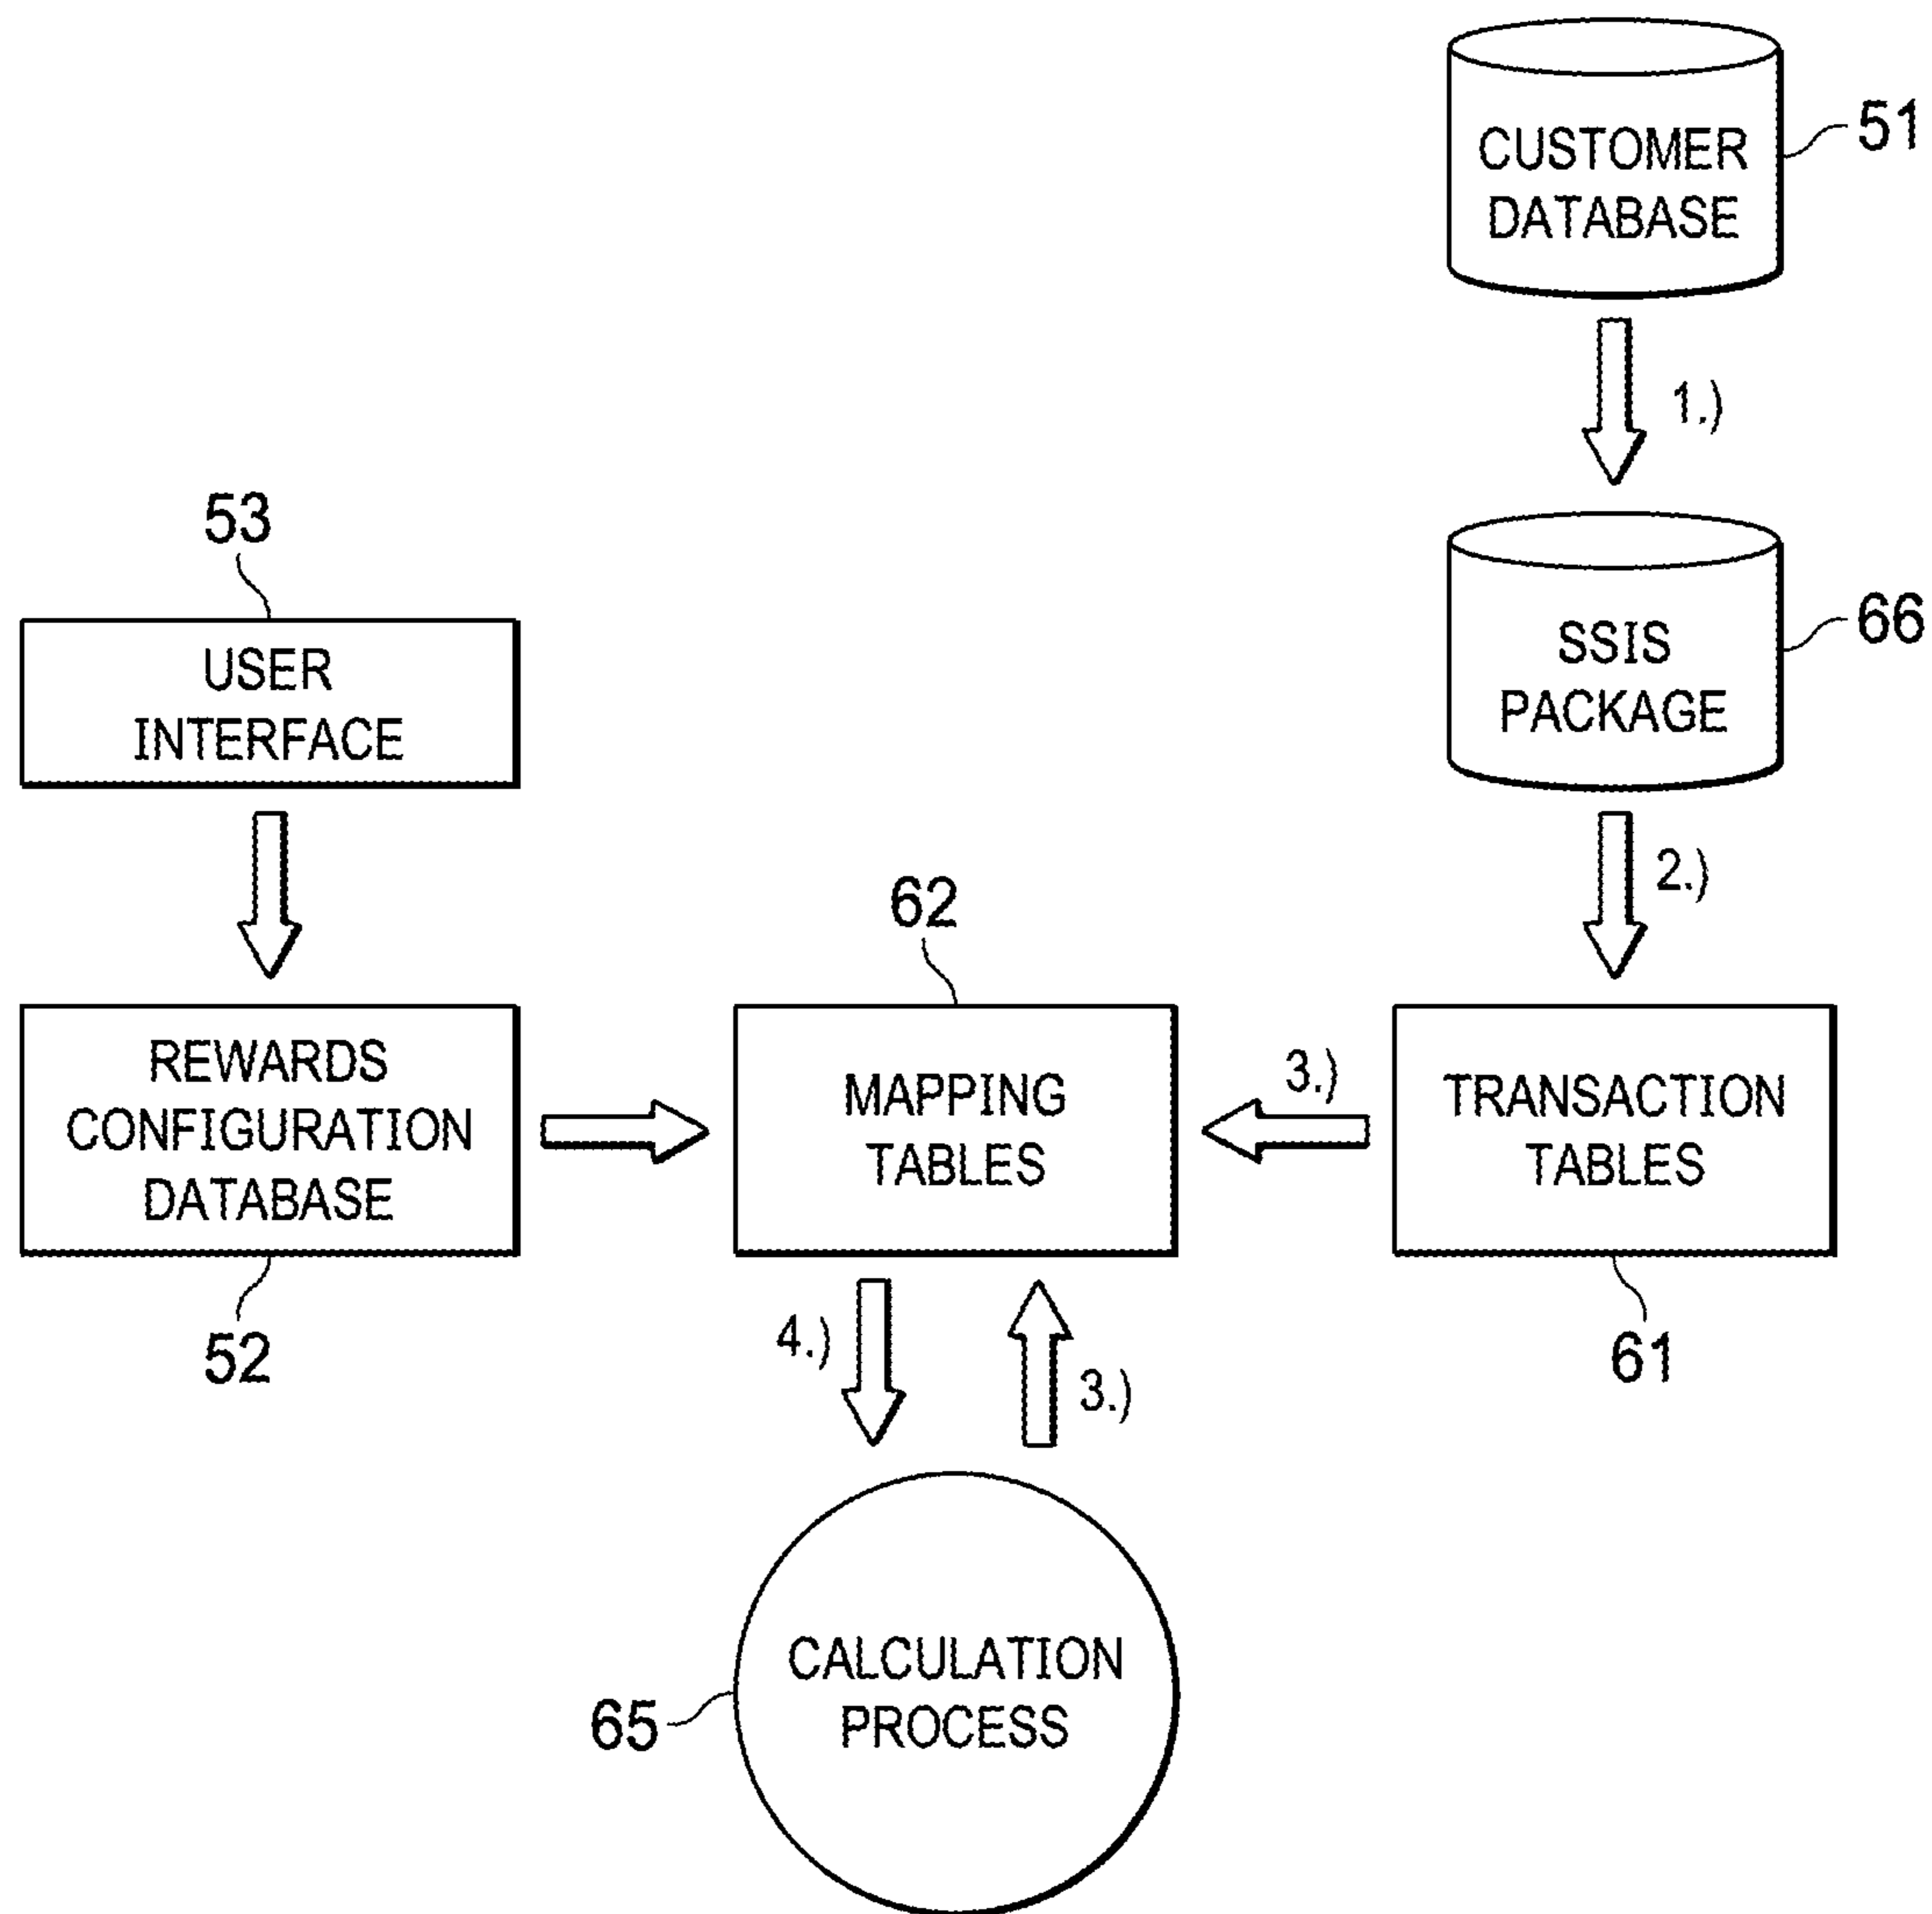 CUSTOMER
DATABASE
51
1.)
53
USER
INTERFACE
SSIS
PACKAGE
66
2.)
62
REWARDS
CONFIGURATION
DATABASE
52
MAPPING
TABLES
3.)
TRANSACTION
TABLES
61
4.)
3.)
CALCULATION
PROCESS
65